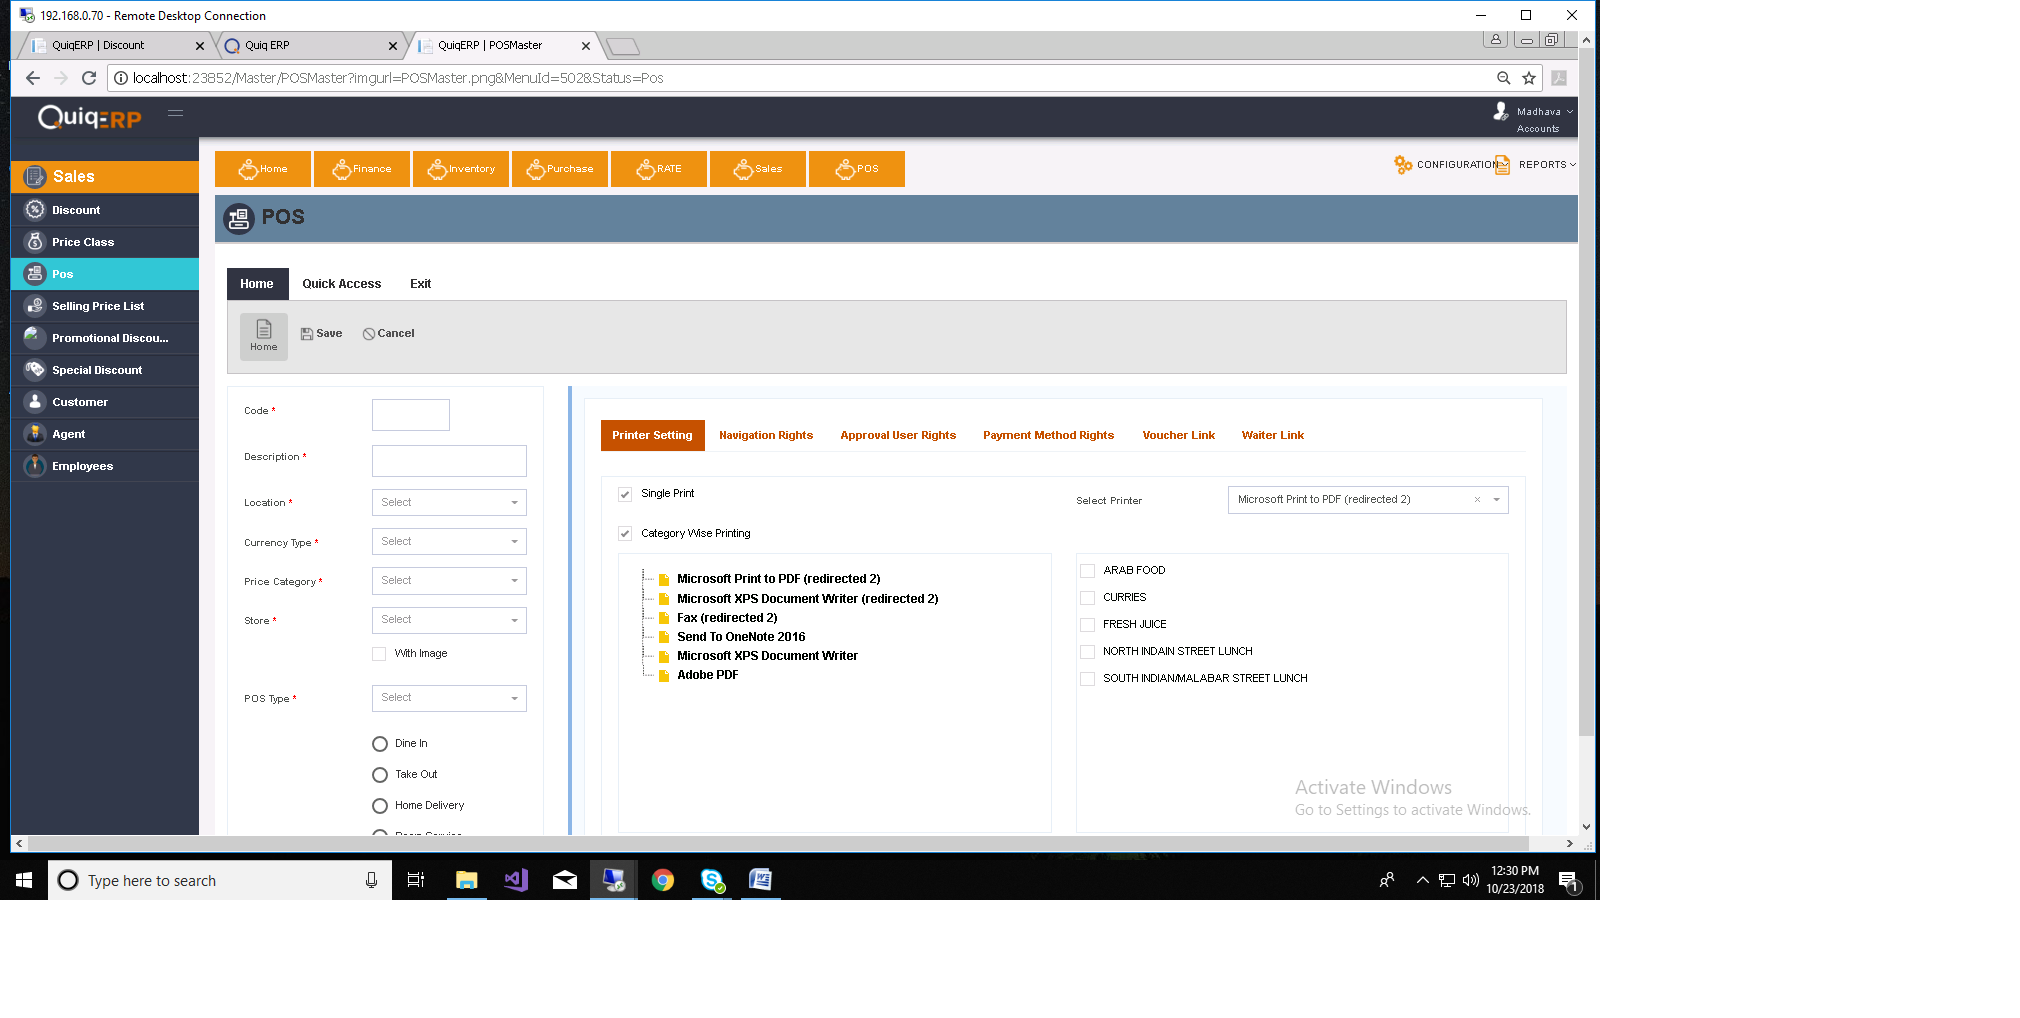 192.168.0.70 - Remote Desktop Connection
QuiqERP | Discount
Quiq ERP
QuiqERP | POSMaster
localhost:23852/Master/POSMaster?imgurl=POSMaster.png&MenuId=502&Status=Pos
QuiqERP
Madhava
Accounts
Home
Finance
Inventory
Purchase
RATE
Sales
POS
CONFIGURATION
REPORTS
Sales
Discount
Price Class
Pos
Selling Price List
Promotional Discou...
Special Discount
Customer
Agent
Employees
POS
Home
Quick Access
Exit
Home
Save
Cancel
Code *
Description *
Location *
Select
Currency Type *
Select
Price Category *
Select
Store *
Select
With Image
POS Type *
Select
Dine In
Take Out
Home Delivery
Printer Setting
Navigation Rights
Approval User Rights
Payment Method Rights
Voucher Link
Waiter Link
Single Print
Select Printer
Microsoft Print to PDF (redirected 2)
Category Wise Printing
Microsoft Print to PDF (redirected 2)
Microsoft XPS Document Writer (redirected 2)
Fax (redirected 2)
Send To OneNote 2016
Microsoft XPS Document Writer
Adobe PDF
ARAB FOOD
CURRIES
FRESH JUICE
NORTH INDAIN STREET LUNCH
SOUTH INDIAN/MALABAR STREET LUNCH
Activate Windows
Go to Settings to activate Windows.
Type here to search
12:30 PM
10/23/2018
1